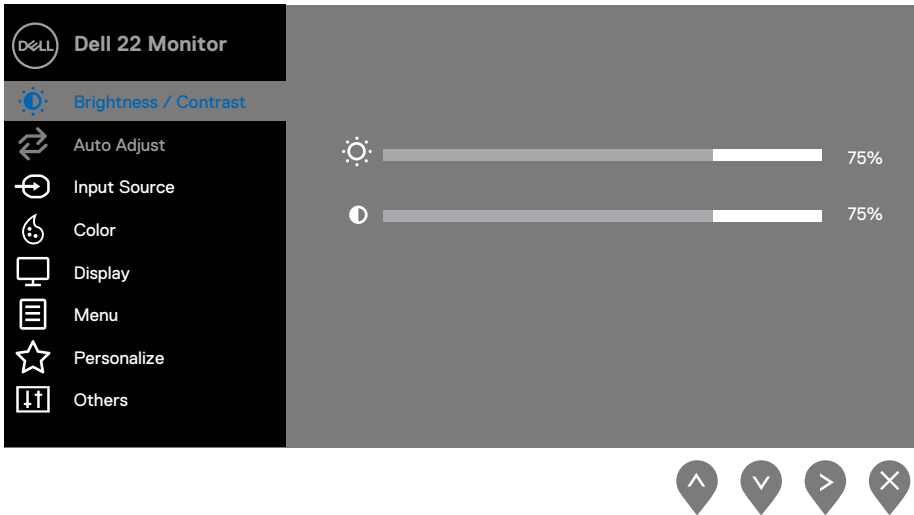 DELL
Dell 22 Monitor
Brightness / Contrast
Auto Adjust
Input Source
Color
Display
Menu
Personalize
Others
75%
75%